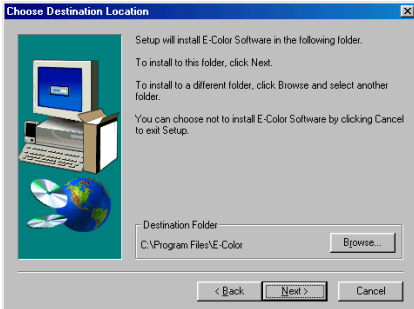 Choose Destination Location
Setup will install E-Color Software in the following folder.
To install to this folder, click Next.
To install to a different folder, click Browse and select another
folder.
You can choose not to install E-Color Software by clicking Cancel
to exit Setup.
Destination Folder
C:\Program Files\E-Color
Browse...
< Back
Next >
Cancel